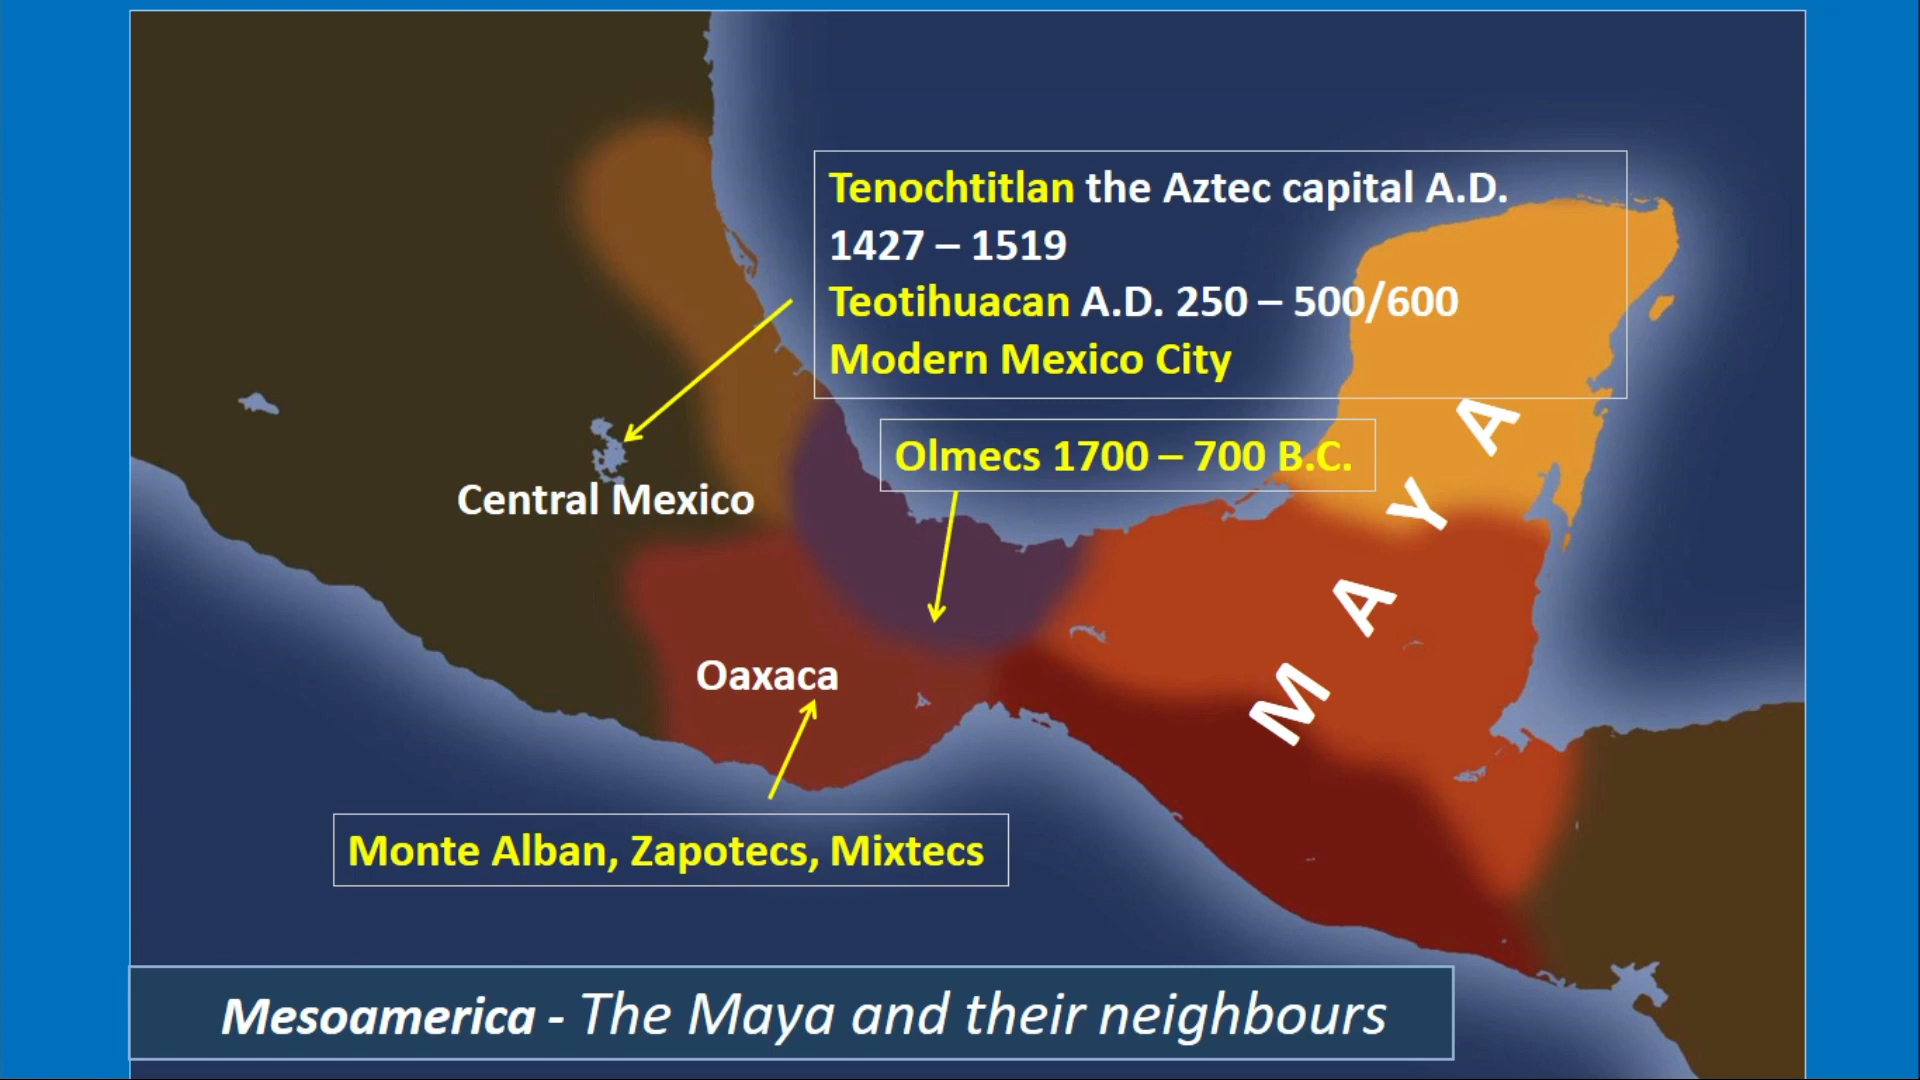 Tenochtitlan the Aztec capital A.D.
1427 – 1519
Teotihuacan A.D. 250 – 500/600
Modern Mexico City
Olmecs 1700 – 700 B.C.
Central Mexico
MAYA
Oaxaca
Monte Alban, Zapotecs, Mixtecs
Mesoamerica - The Maya and their neighbours